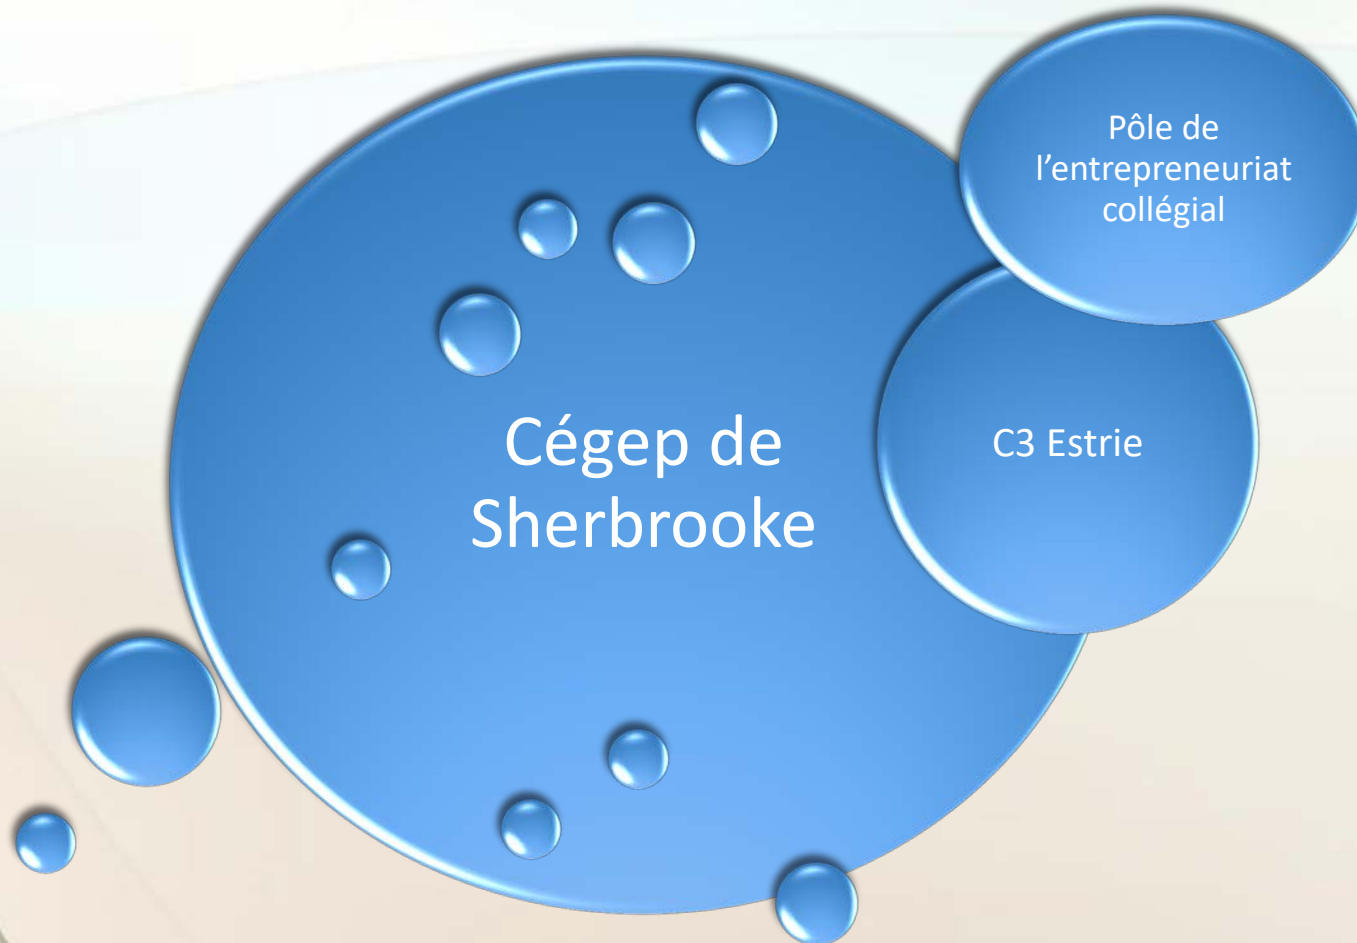 Pôle de
l’entrepreneuriat
collégial
Cégep de
Sherbrooke
C3 Estrie